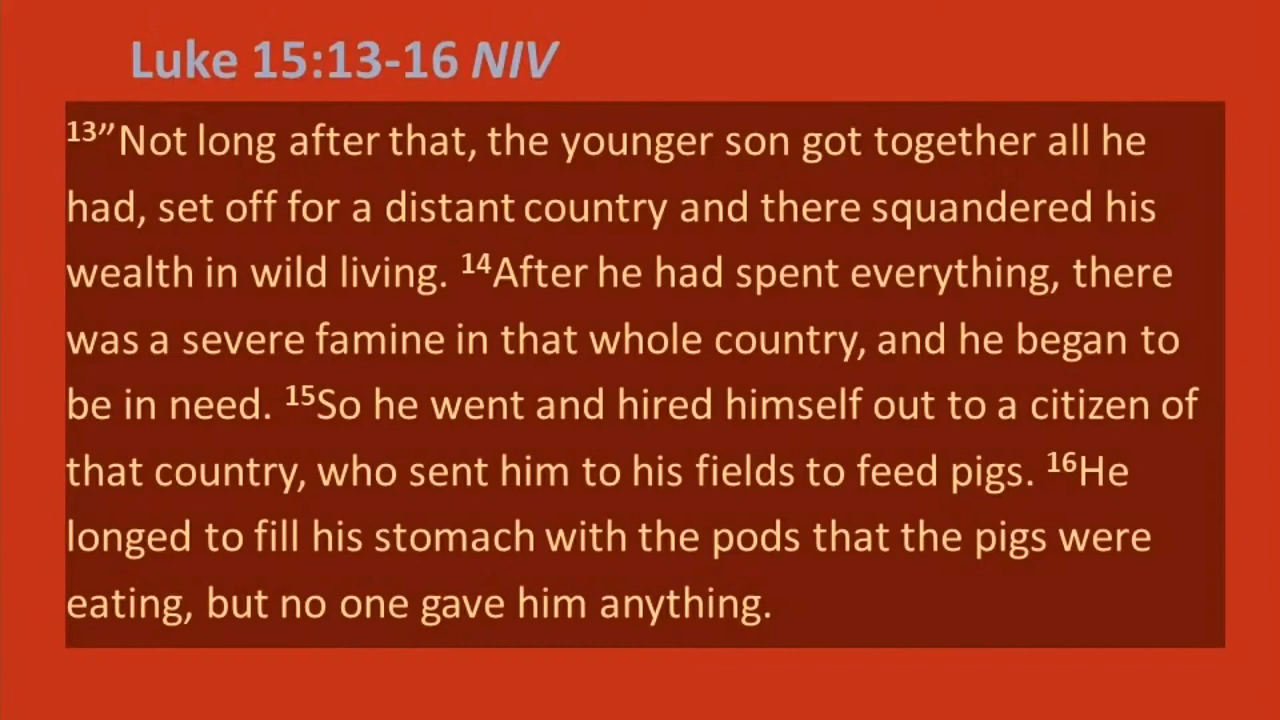 Luke 15:13-16 NIV
13”Not long after that, the younger son got together all he
had, set off for a distant country and there squandered his
wealth in wild living. 14After he had spent everything, there
was a severe famine in that whole country, and he began to
be in need. 15So he went and hired himself out to a citizen of
that country, who sent him to his fields to feed pigs. 16He
longed to fill his stomach with the pods that the pigs were
eating, but no one gave him anything.